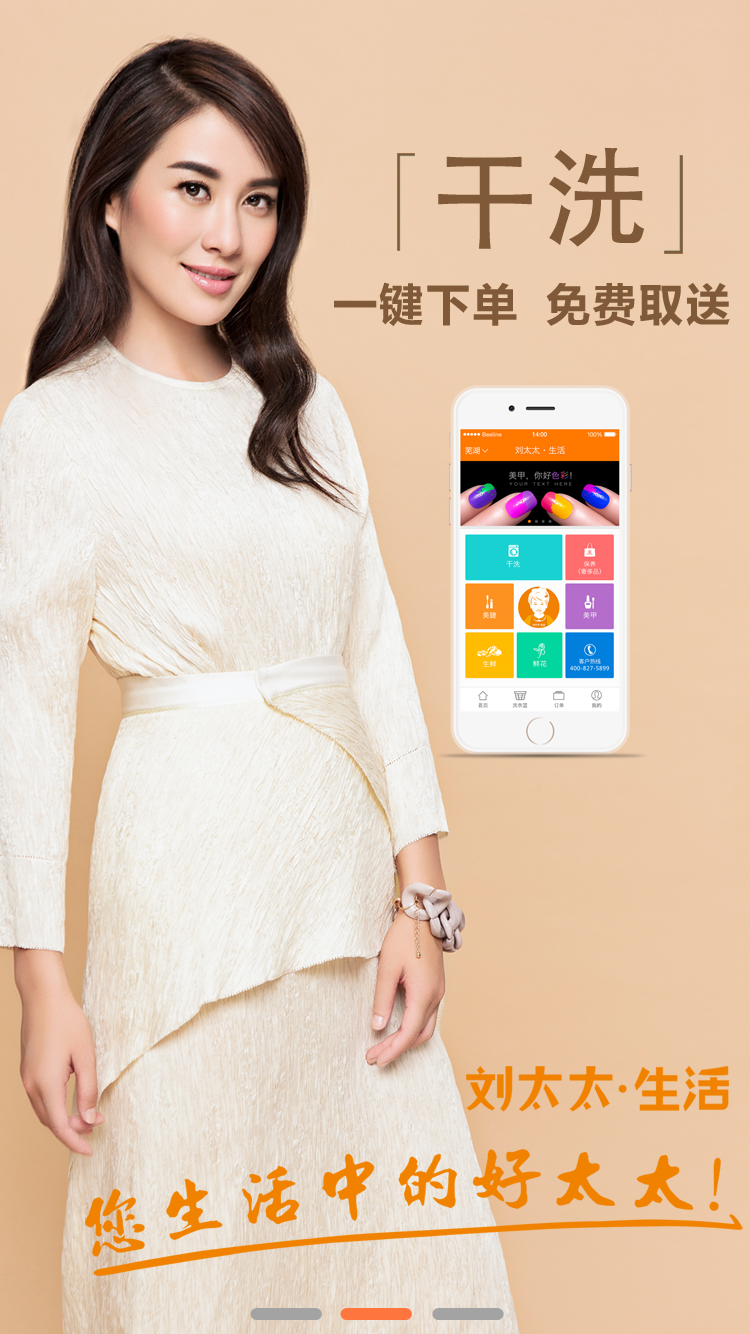 「干洗」
一键下单 免费取送
Beeline 14:00 100%
芜湖 刘太太·生活
美甲，你好色彩！
YOUR TEXT HERE
干洗
保养
(奢侈品)
美睫
美甲
生鲜
鲜花
客户热线
400-827-5899
首页 洗衣篮 订单 我的
刘太太·生活
您生活中的好太太!